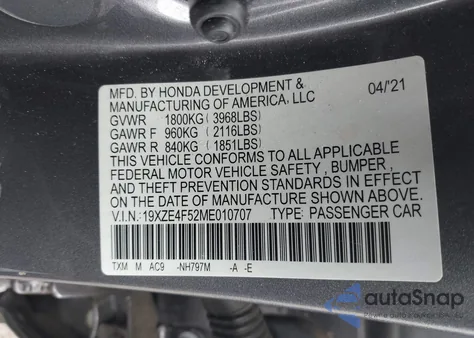 MFD. BY HONDA DEVELOPMENT & 04/'21
MANUFACTURING OF AMERICA, LLC
GVWR 1800KG (3968LBS)
GAWR F 960KG (2116LBS)
GAWR R 840KG (1851LBS)
THIS VEHICLE CONFORMS TO ALL APPLICABLE
FEDERAL MOTOR VEHICLE SAFETY, BUMPER,
AND THEFT PREVENTION STANDARDS IN EFFECT
ON THE DATE OF MANUFACTURE SHOWN ABOVE.
V.I.N.: 19XZE4F52ME010707 TYPE: PASSENGER CAR
TXM M AC9 -NH797M -A -E
autoSnap